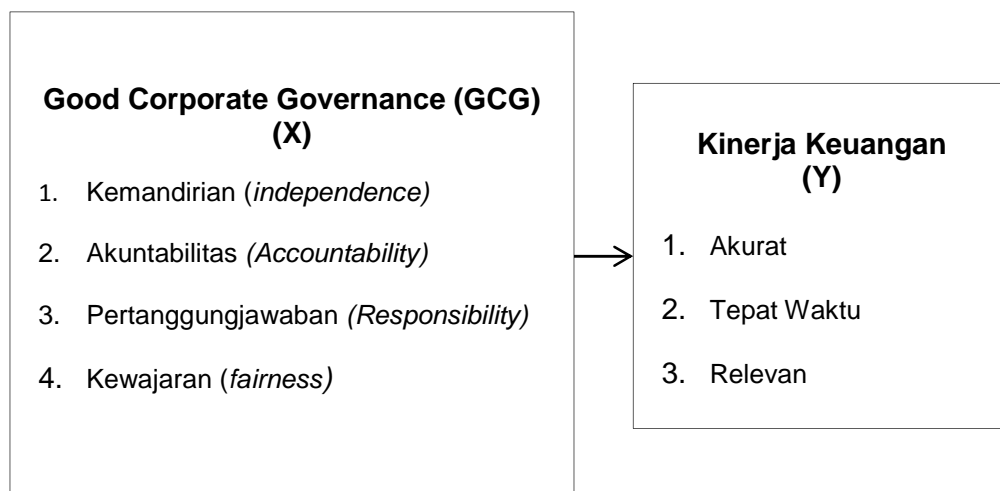 Good Corporate Governance (GCG)
(X)
1. Kemandirian (independence)
2. Akuntabilitas (Accountability)
3. Pertanggungjawaban (Responsibility)
4. Kewajaran (fairness)
Kinerja Keuangan
(Y)
1. Akurat
2. Tepat Waktu
3. Relevan